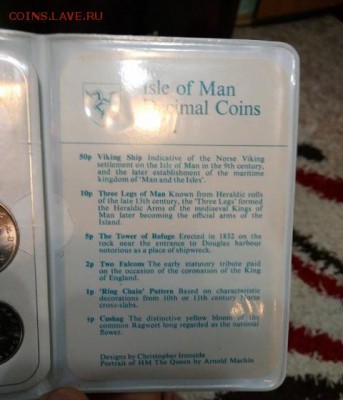 COINS.LAVE.RU
Isle of Man
Decimal Coins
50p Viking Ship Indicative of the Norse Viking
settlement on the Isle of Man in the 9th century,
and the later establishment of the maritime
kingdom of 'Man and the Isles'.
10p Three Legs of Man Known from Heraldic rolls
of the late 13th century, the 'Three Legs' formed
the Heraldic Arms of the mediaeval Kings of
Man later becoming the official arms of the
Island.
5p The Tower of Refuge Erected in 1832 on the
rock near the entrance to Douglas harbour
notorious as a place of shipwreck.
2p Two Falcons The early statutory tribute paid
on the occasion of the coronation of the King
of England.
1p 'Ring Chain' Pattern Based on characteristic
decorations from 10th or 11th century Norse
cross-slabs.
½p Cushag The distinctive yellow bloom of the
common Ragwort long regarded as the national
flower.
Designs by Christopher Ironside
Portrait of HM The Queen by Arnold Machin